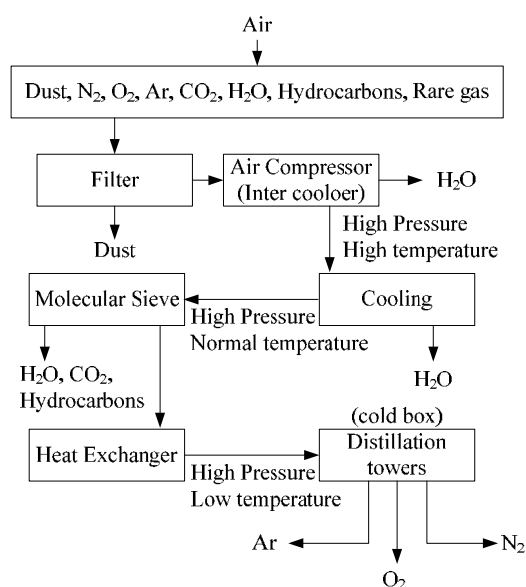 Air
Dust, N₂, O₂, Ar, CO₂, H₂O, Hydrocarbons, Rare gas
Filter
Air Compressor
(Inter cooloer)
H₂O
Dust
High Pressure
High temperature
Molecular Sieve
High Pressure
Normal temperature
Cooling
H₂O, CO₂,
Hydrocarbons
H₂O
(cold box)
Heat Exchanger
High Pressure
Low temperature
Distillation
towers
Ar
O₂
N₂